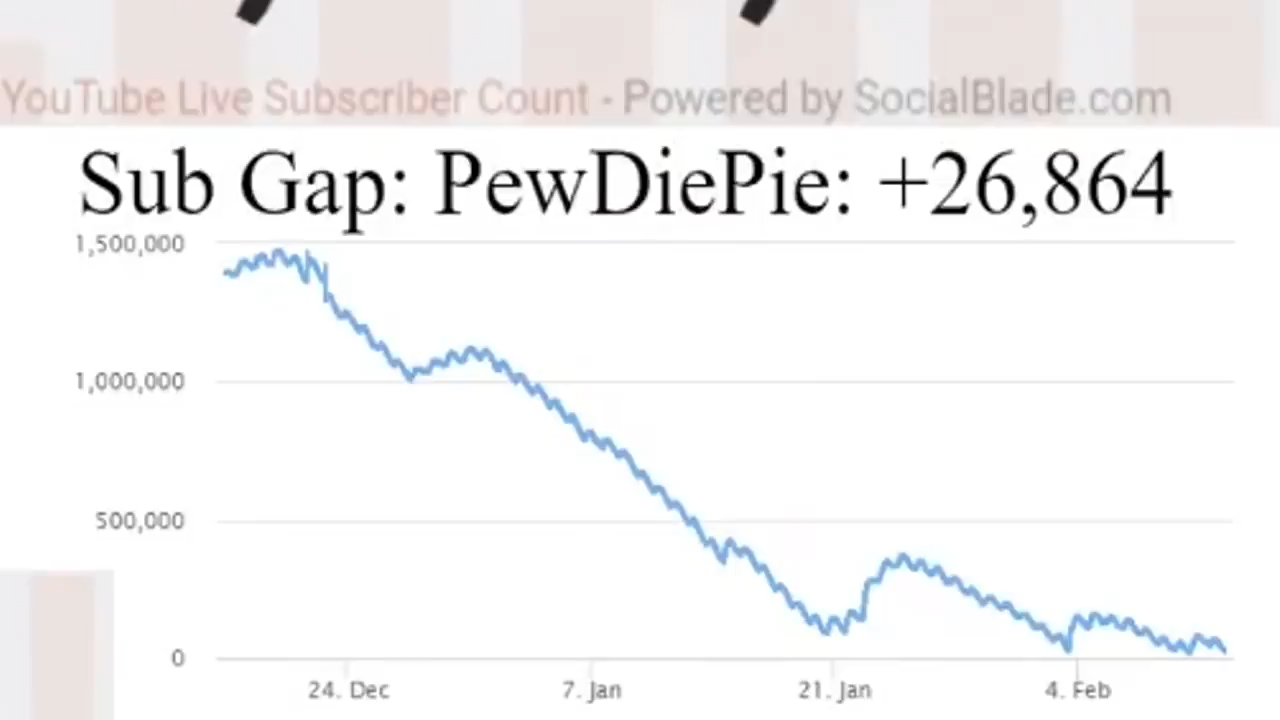 YouTube Live Subscriber Count - Powered by SocialBlade.com
Sub Gap: PewDiePie: +26,864
1,500,000
1,000,000
500,000
0
24. Dec 7. Jan 21. Jan 4. Feb